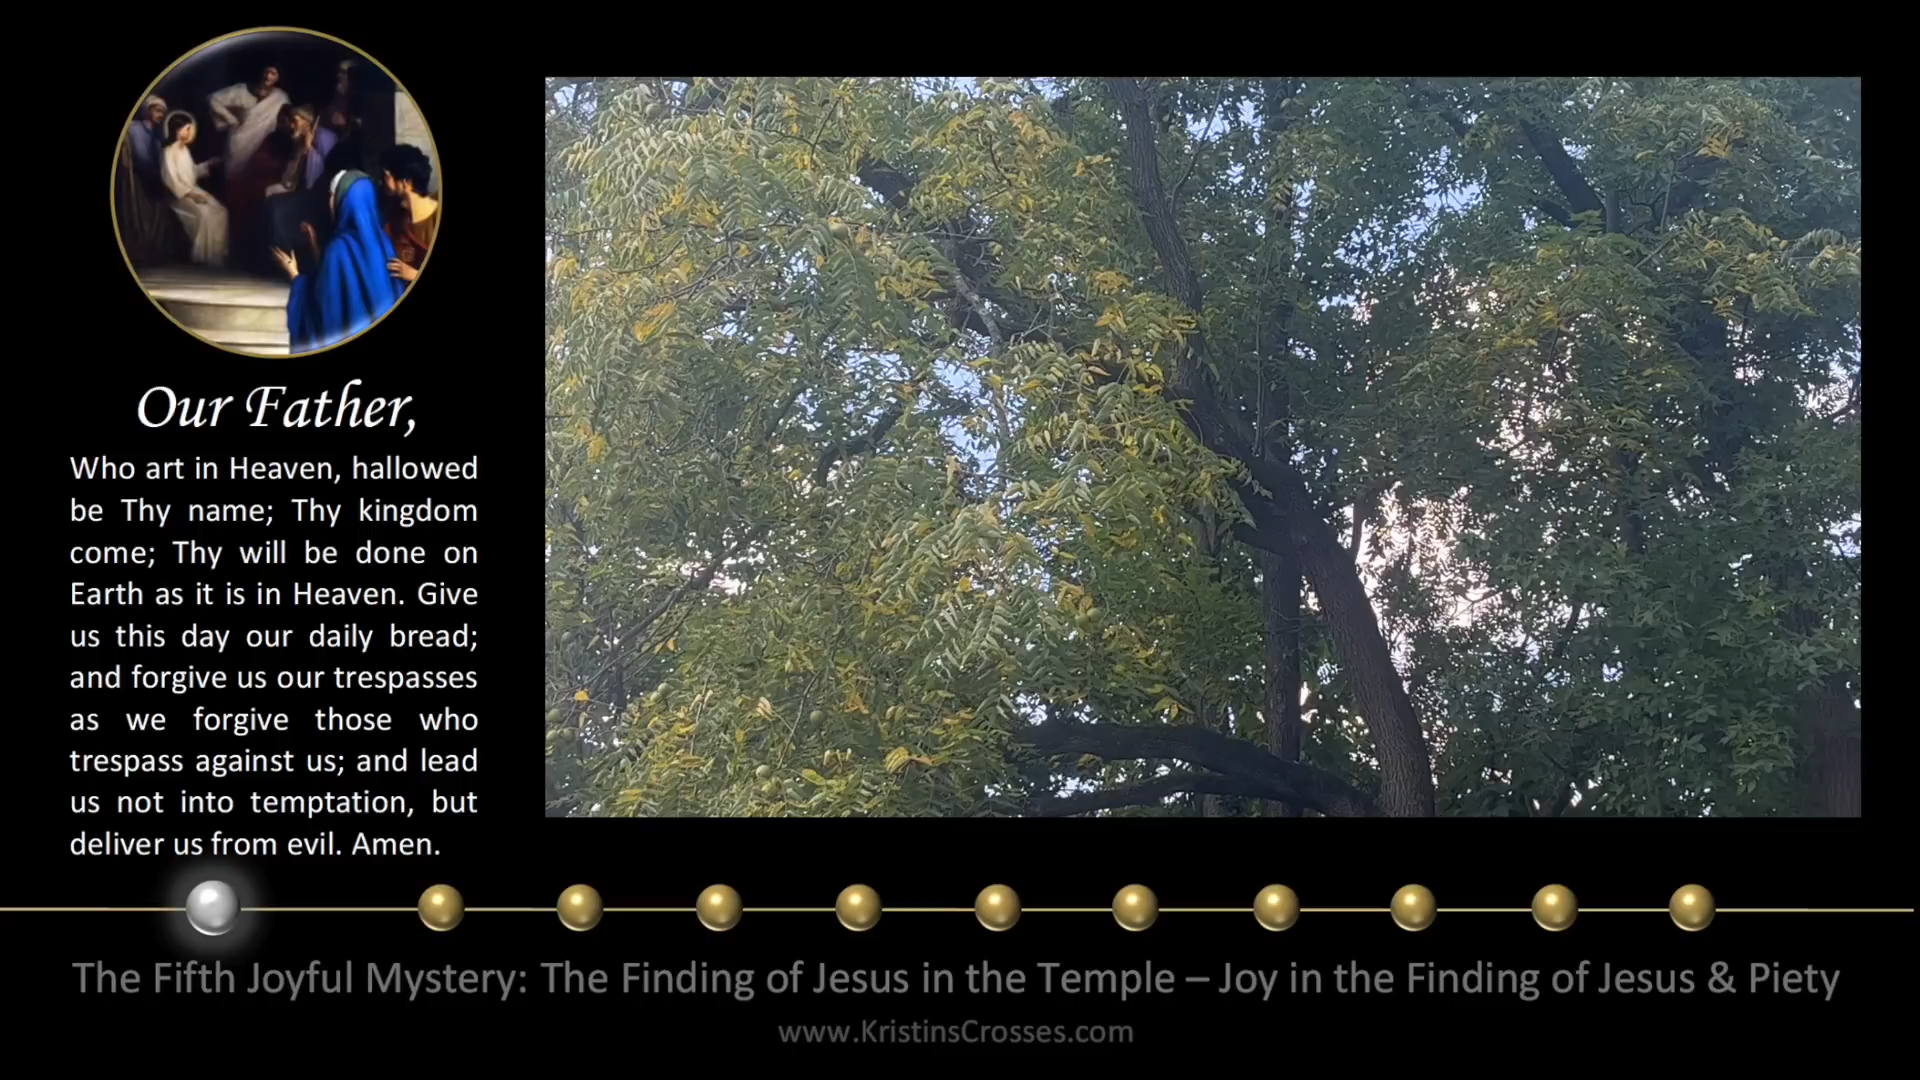 Our Father,
Who art in Heaven, hallowed
be Thy name; Thy kingdom
come; Thy will be done on
Earth as it is in Heaven. Give
us this day our daily bread;
and forgive us our trespasses
as we forgive those who
trespass against us; and lead
us not into temptation, but
deliver us from evil. Amen.
The Fifth Joyful Mystery: The Finding of Jesus in the Temple – Joy in the Finding of Jesus & Piety
www.KristinsCrosses.com